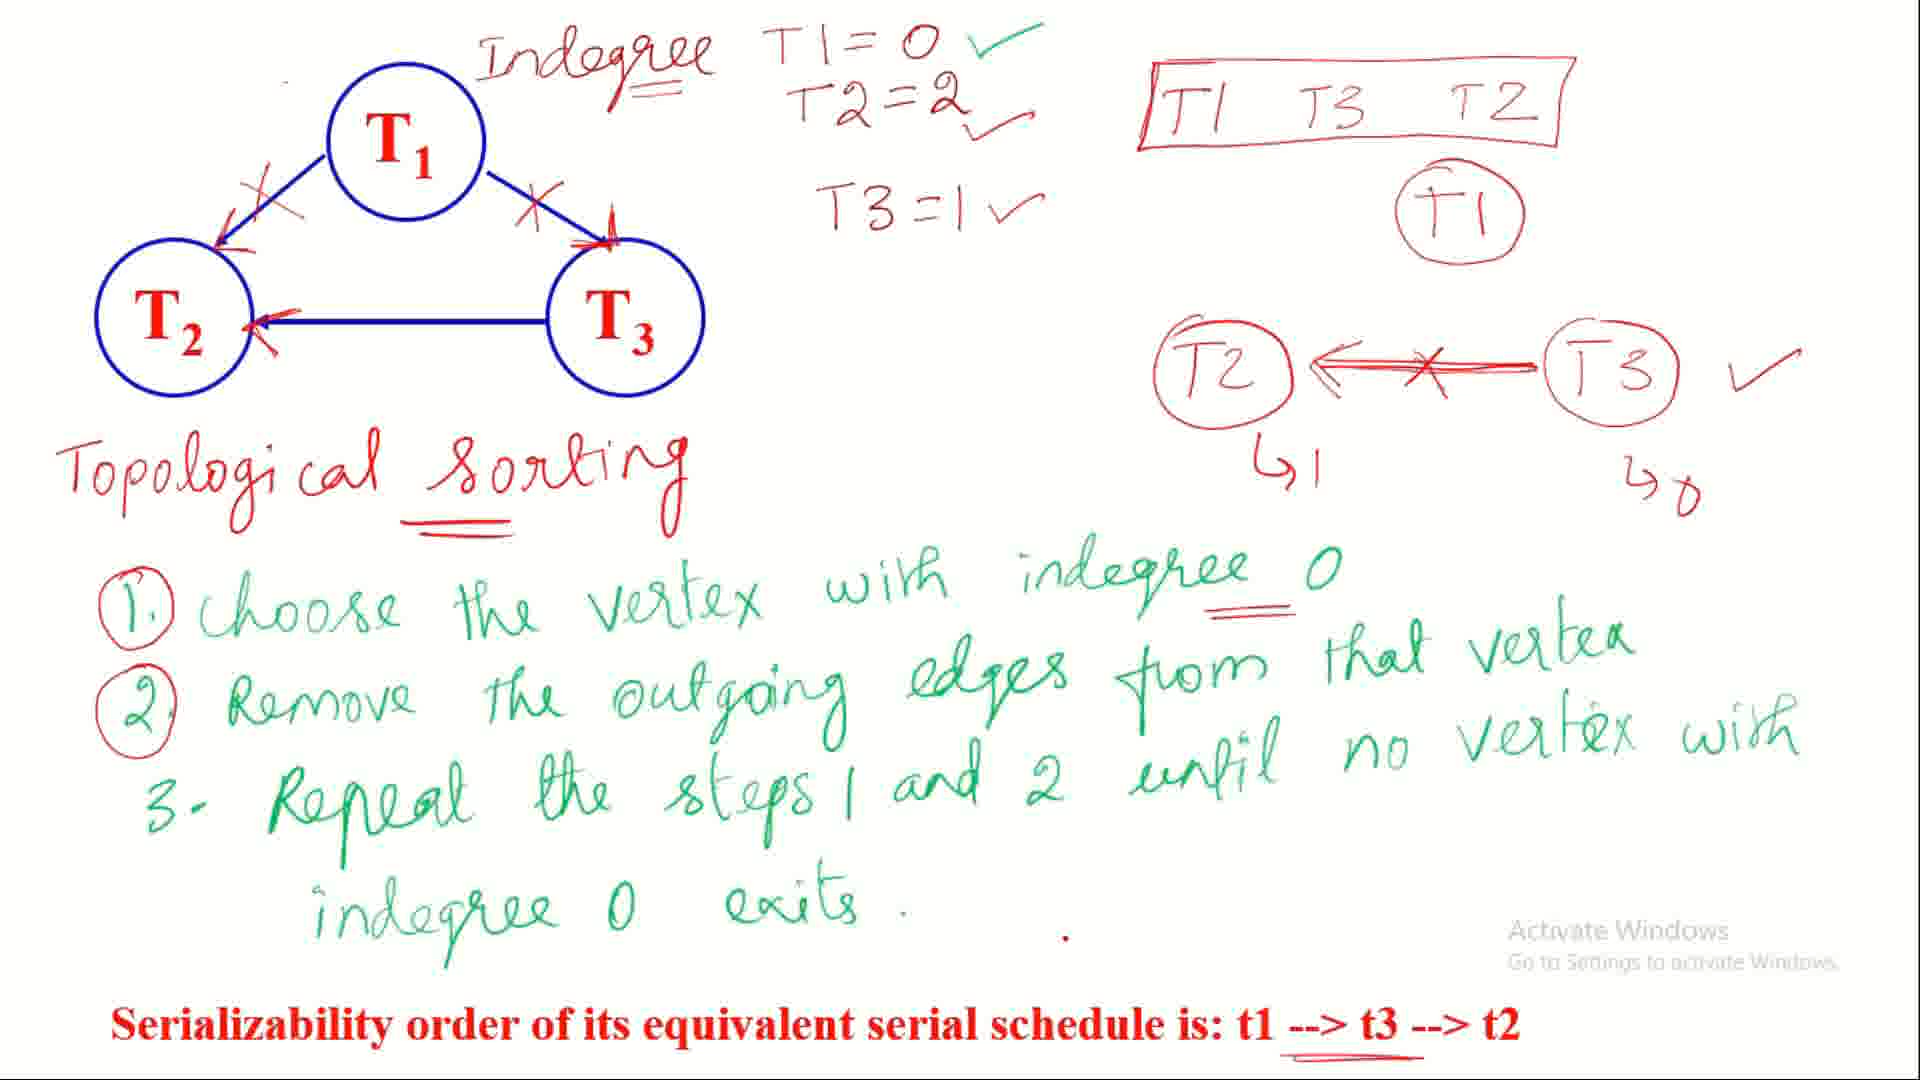 Indegree T1 = 0
T2 = 2
T3 = 1
T1 T3 T2
T1
T1
T2 T3
T2 T3
1 0
Topological sorting
1. Choose the vertex with indegree 0
2. Remove the outgoing edges from that vertex
3. Repeat the steps 1 and 2 until no vertex with
indegree 0 exits.
Activate Windows
Go to Settings to activate Windows.
Serializability order of its equivalent serial schedule is: t1 --> t3 --> t2